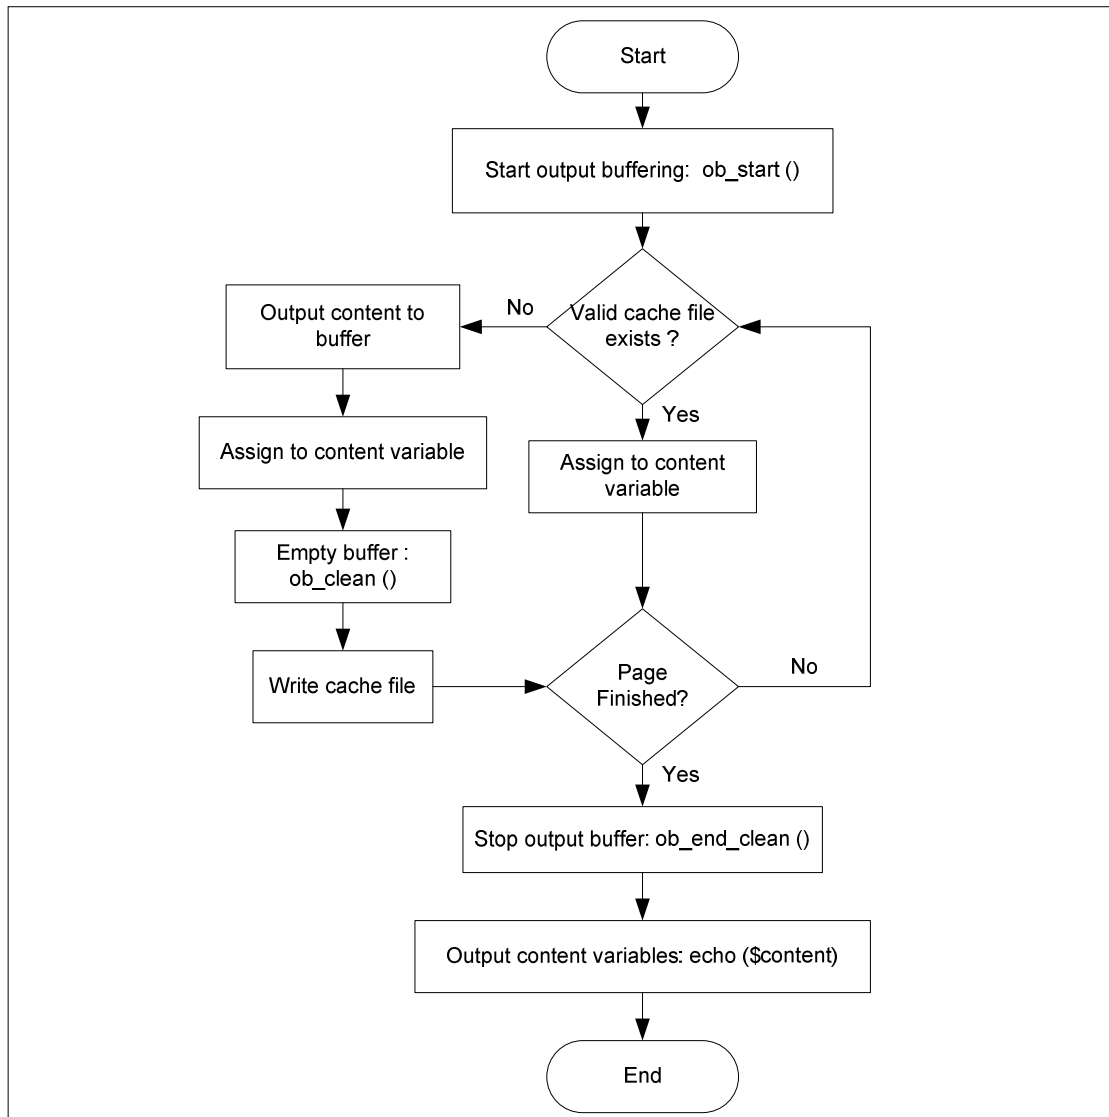 Start
Start output buffering:  ob_start ()
Valid cache file
exists ?
No
Output content to
buffer
Assign to content variable
Empty buffer :
ob_clean ()
Write cache file
Yes
Assign to content
variable
Page
Finished?
No
Yes
Stop output buffer: ob_end_clean ()
Output content variables: echo ($content)
End